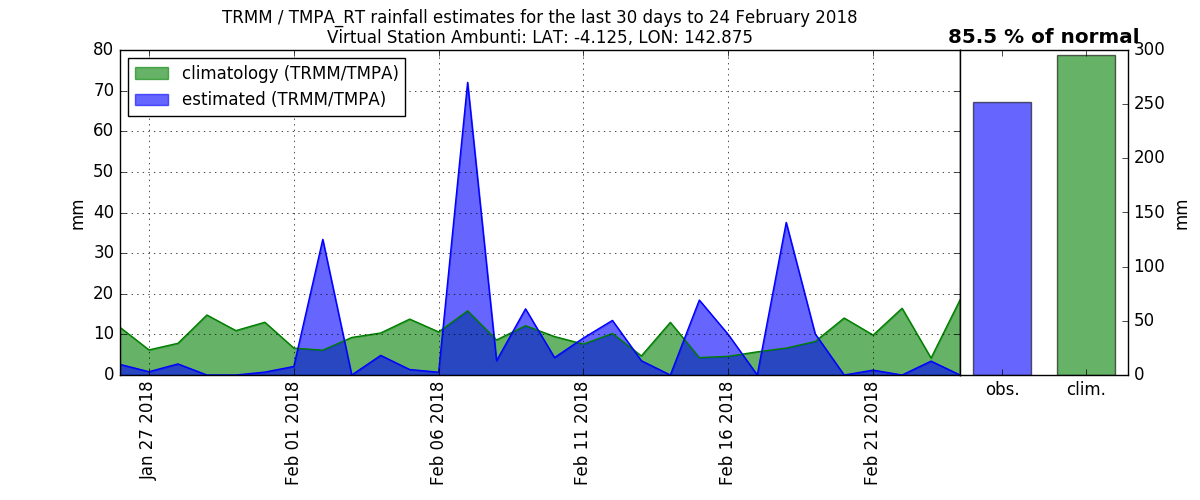 TRMM / TMPA_RT rainfall estimates for the last 30 days to 24 February 2018
Virtual Station Ambunti: LAT: -4.125, LON: 142.875
85.5 % of normal
climatology (TRMM/TMPA)
estimated (TRMM/TMPA)
80
70
60
50
40
30
20
10
0
mm
300
250
200
150
100
50
0
mm
Jan 27 2018
Feb 01 2018
Feb 06 2018
Feb 11 2018
Feb 16 2018
Feb 21 2018
obs.
clim.